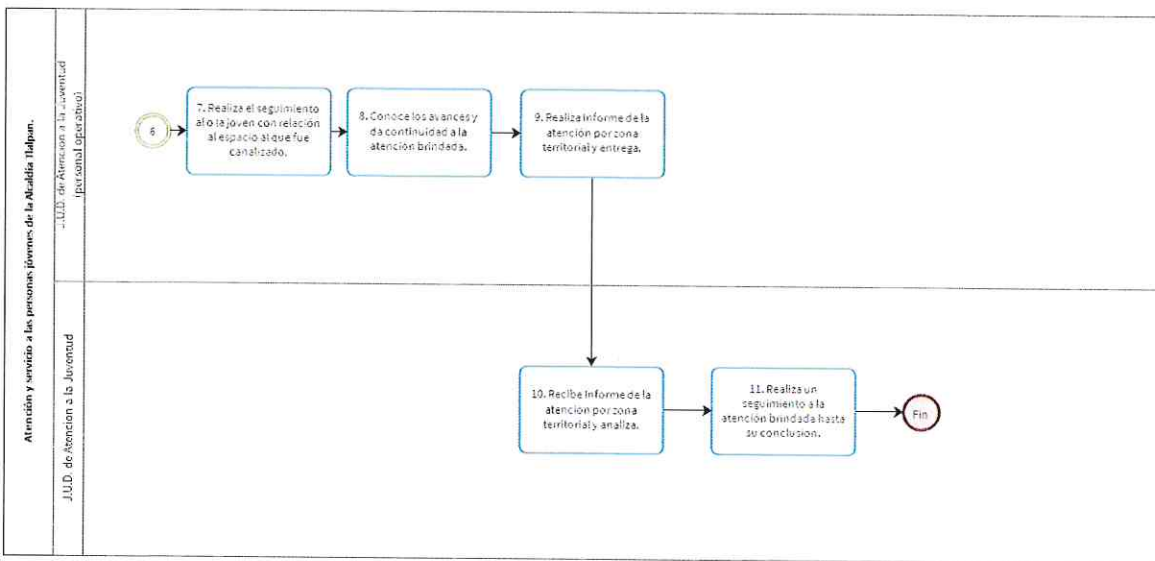 Atención y servicio a las personas jóvenes de la Alcaldía Tlalpan.
J.U.D. de Atencion a la Juventud
(personal operativo)
6
7. Realiza el seguimiento
al o la joven con relación
al espacio al que fue
canalizado.
8. Conoce los avances y
da continuidad a la
atención brindada.
9. Realiza informe de la
atención por zona
territorial y entrega.
J.U.D. de Atencion a la Juventud
10. Recibe informe de la
atención por zona
territorial y analiza.
11. Realiza un
seguimiento a la
atención brindada hasta
su conclusion.
Fin